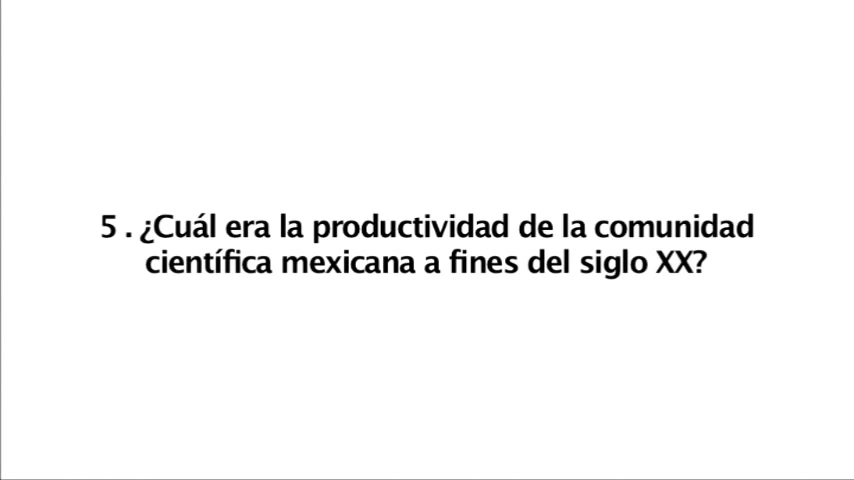 5 . ¿Cuál era la productividad de la comunidad
científica mexicana a fines del siglo XX?